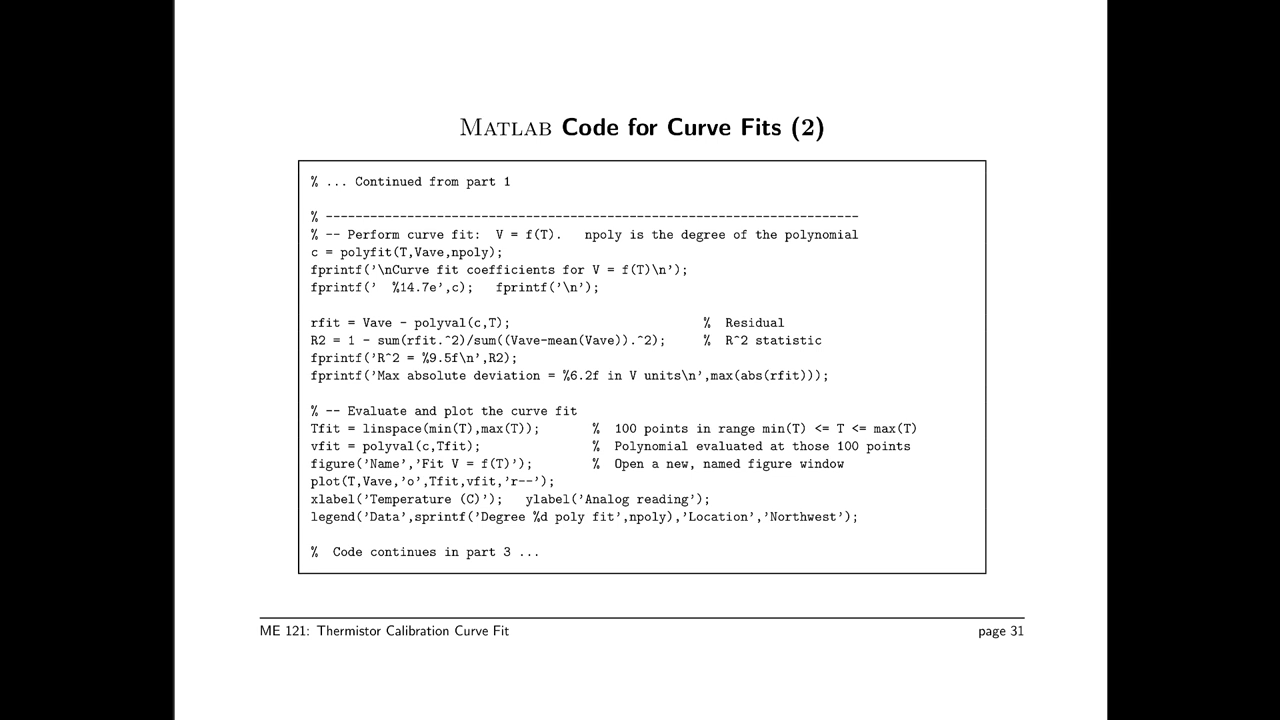 MATLAB Code for Curve Fits (2)
% ... Continued from part 1
% ------------------------------------------------------------------------
% -- Perform curve fit:  V = f(T).   npoly is the degree of the polynomial
c = polyfit(T,Vave,npoly);
fprintf('\nCurve fit coefficients for V = f(T)\n');
fprintf('  %14.7e',c);   fprintf('\n');
rfit = Vave - polyval(c,T);                          %  Residual
R2 = 1 - sum(rfit.^2)/sum((Vave-mean(Vave)).^2);     %  R^2 statistic
fprintf('R^2 = %9.5f\n',R2);
fprintf('Max absolute deviation = %6.2f in V units\n',max(abs(rfit)));
% -- Evaluate and plot the curve fit
Tfit = linspace(min(T),max(T));       %  100 points in range min(T) <= T <= max(T)
vfit = polyval(c,Tfit);               %  Polynomial evaluated at those 100 points
figure('Name','Fit V = f(T)');        %  Open a new, named figure window
plot(T,Vave,'o',Tfit,vfit,'r--');
xlabel('Temperature (C)');   ylabel('Analog reading');
legend('Data',sprintf('Degree %d poly fit',npoly),'Location','Northwest');
%  Code continues in part 3 ...
ME 121: Thermistor Calibration Curve Fit page 31